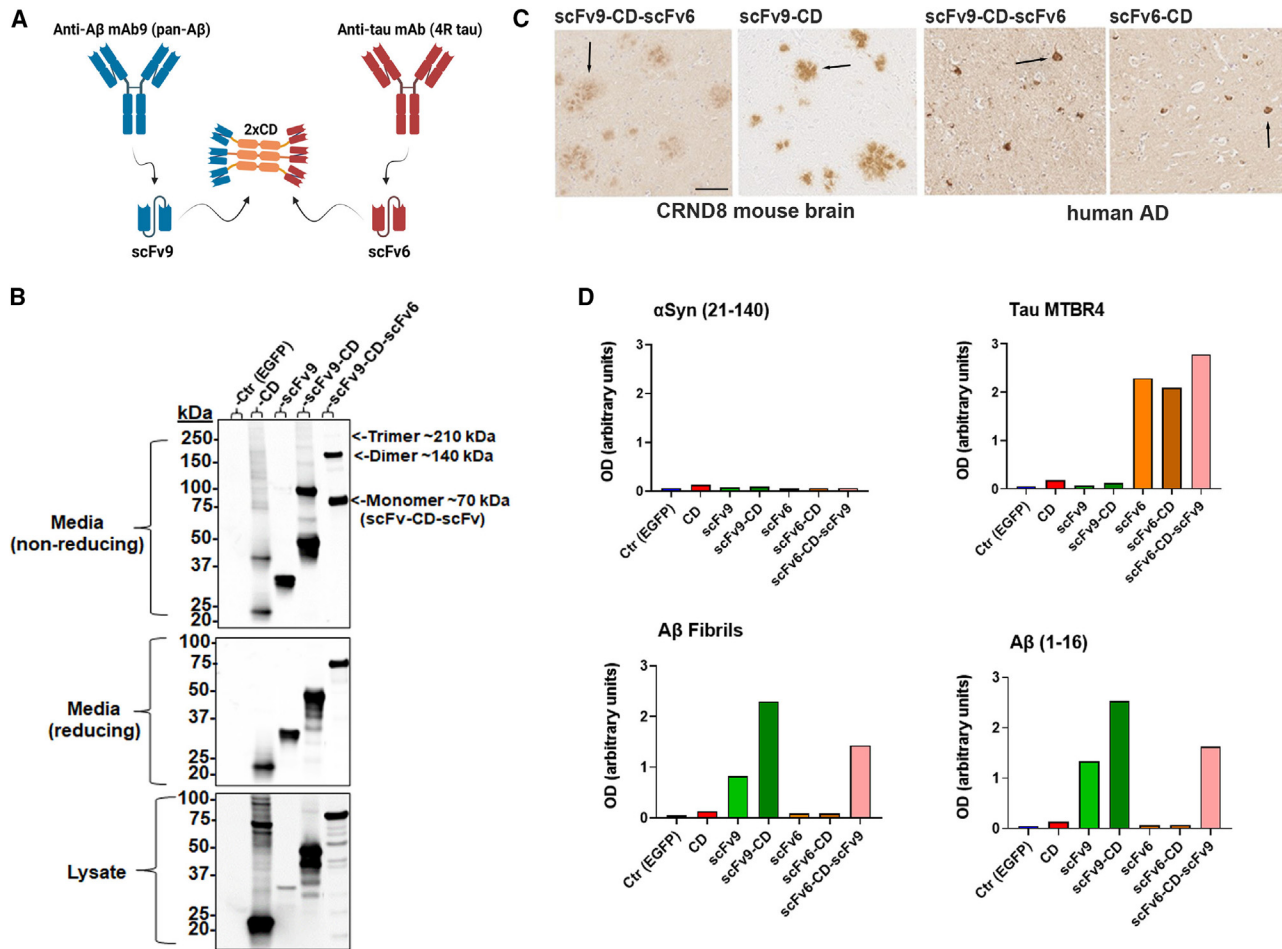 A
Anti-Aβ mAb9 (pan-Aβ)
Anti-tau mAb (4R tau)
2xCD
scFv9
scFv6
C
scFv9-CD-scFv6
scFv9-CD
scFv9-CD-scFv6
scFv6-CD
CRND8 mouse brain
human AD
B
-Ctr (EGFP)
-CD
-scFv9
-scFv9-CD
-scFv9-CD-scFv6
kDa
250-
150-
100-
75-
50-
37-
25-
20-
<-Trimer ~210 kDa
<-Dimer ~140 kDa
<-Monomer ~70 kDa
(scFv-CD-scFv)
Media
(non-reducing)
100-
75-
50-
37-
25-
20-
Media
(reducing)
100-
75-
50-
37-
25-
20-
Lysate
D
αSyn (21-140)
OD (arbitrary units)
3
2
1
0
Ctr (EGFP)
CD
scFv9
scFv9-CD
scFv6
scFv6-CD
scFv6-CD-scFv9
Tau MTBR4
OD (arbitrary units)
3
2
1
0
Ctr (EGFP)
CD
scFv9
scFv9-CD
scFv6
scFv6-CD
scFv6-CD-scFv9
Aβ Fibrils
OD (arbitrary units)
3
2
1
0
Ctr (EGFP)
CD
scFv9
scFv9-CD
scFv6
scFv6-CD
scFv6-CD-scFv9
Aβ (1-16)
OD (arbitrary units)
3
2
1
0
Ctr (EGFP)
CD
scFv9
scFv9-CD
scFv6
scFv6-CD
scFv6-CD-scFv9